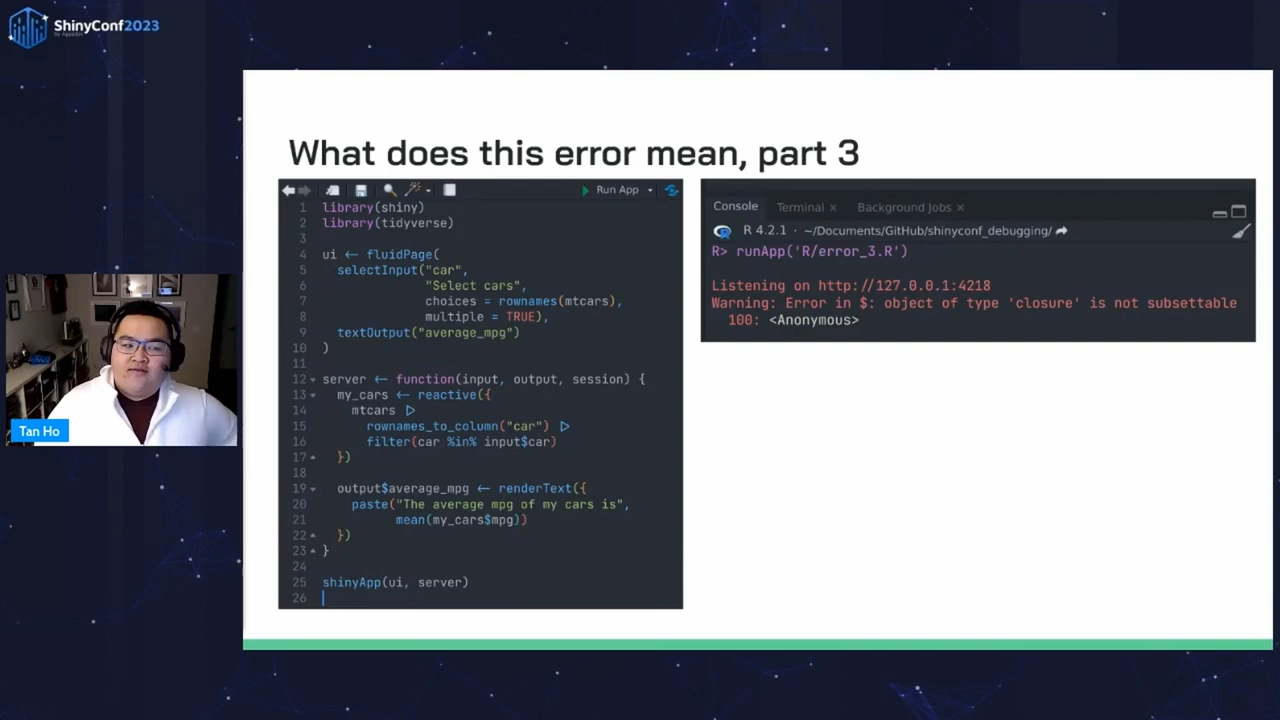 ShinyConf2023
What does this error mean, part 3
Run App
1 library(shiny)
2 library(tidyverse)
3
4 ui <- fluidPage(
5 selectInput("car",
6 "Select cars",
7 choices = rownames(mtcars),
8 multiple = TRUE),
9 textOutput("average_mpg")
10 )
11
12 server <- function(input, output, session) {
13 my_cars <- reactive({
14 mtcars |>
15 rownames_to_column("car") |>
16 filter(car %in% input$car)
17 })
18
19 output$average_mpg <- renderText({
20 paste("The average mpg of my cars is",
21 mean(my_cars$mpg))
22 })
23 }
24
25 shinyApp(ui, server)
26
Console Terminal × Background Jobs ×
R 4.2.1 · ~/Documents/GitHub/shinyconf_debugging/
R> runApp('R/error_3.R')
Listening on http://127.0.0.1:4218
Warning: Error in $: object of type 'closure' is not subsettable
100: <Anonymous>
Tan Ho